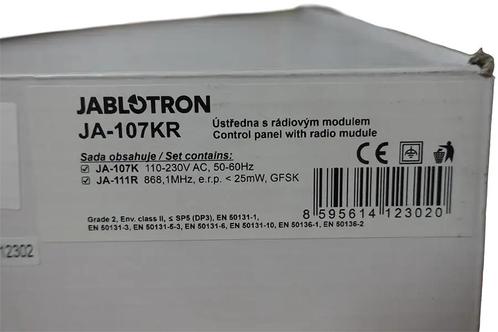 JABLOTRON
JA-107KR
Ústředna s rádiovým modulem
Control panel with radio mudule
Sada obsahuje / Set contains:
JA-107K 110-230V AC, 50-60Hz
JA-111R 868,1MHz, e.r.p. < 25mW, GFSK
CE
8 595614 123020
Grade 2, Env. class II, ≤ SP5 (DP3), EN 50131-1,
EN 50131-3, EN 50131-5-3, EN 50131-6, EN 50131-10, EN 50136-1, EN 50136-2
12302